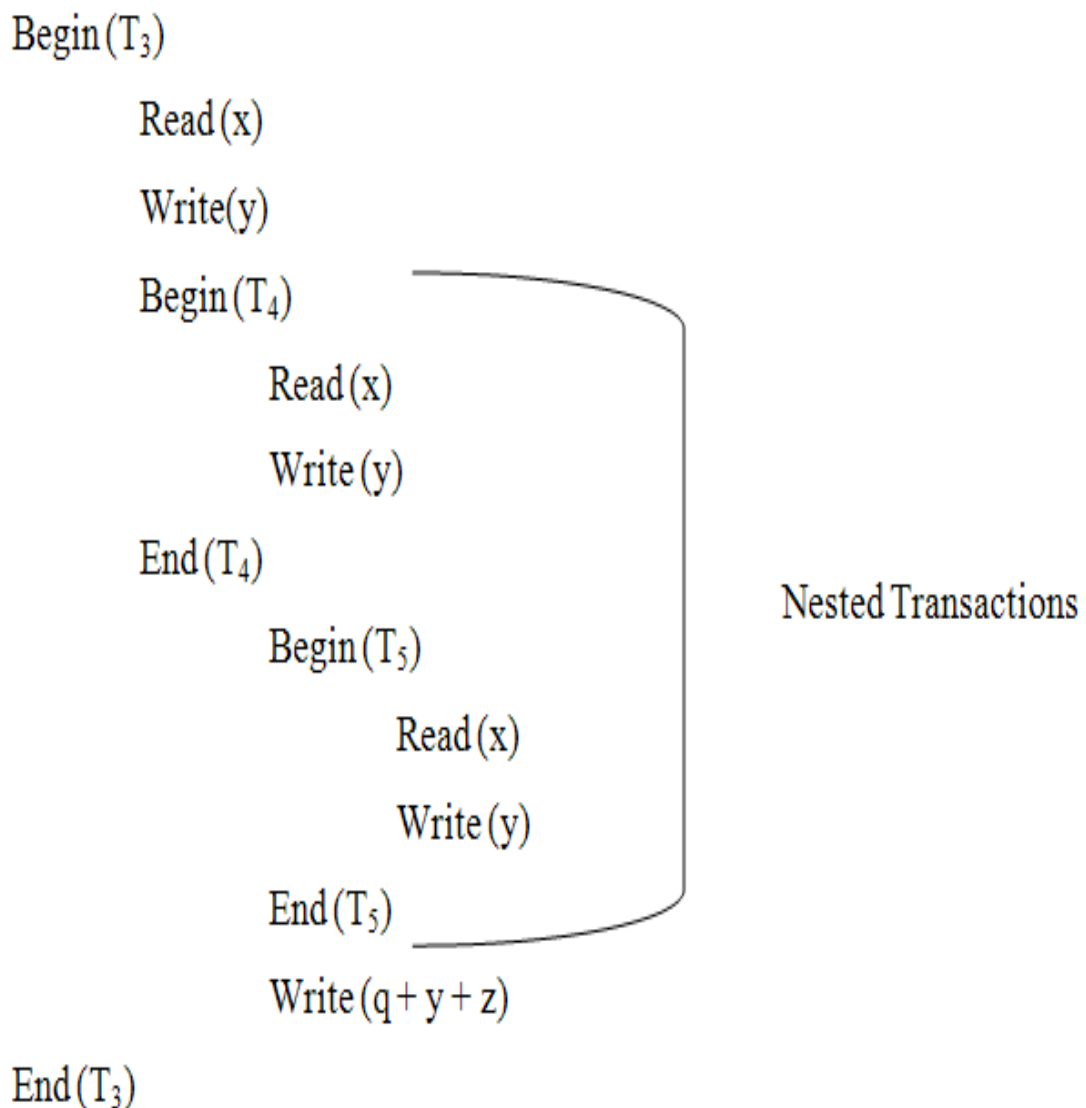 Begin (T₃)
Read (x)
Write(y)
Begin (T₄)
Read (x)
Write (y)
End (T₄)
Nested Transactions
Begin (T₅)
Read (x)
Write (y)
End (T₅)
Write (q + y + z)
End (T₃)